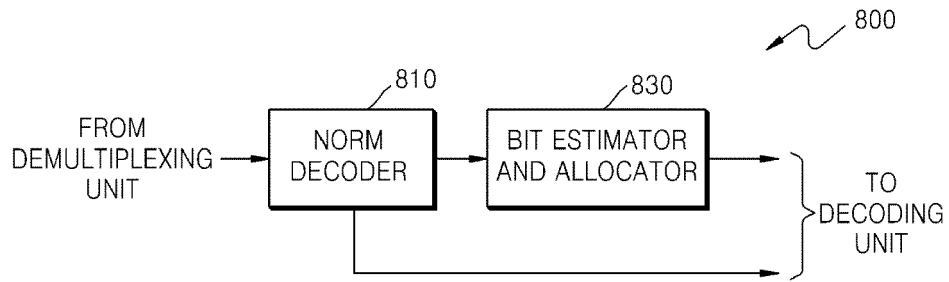 800
810
830
FROM
DEMULTIPLEXING
UNIT
NORM
DECODER
BIT ESTIMATOR
AND ALLOCATOR
TO
DECODING
UNIT